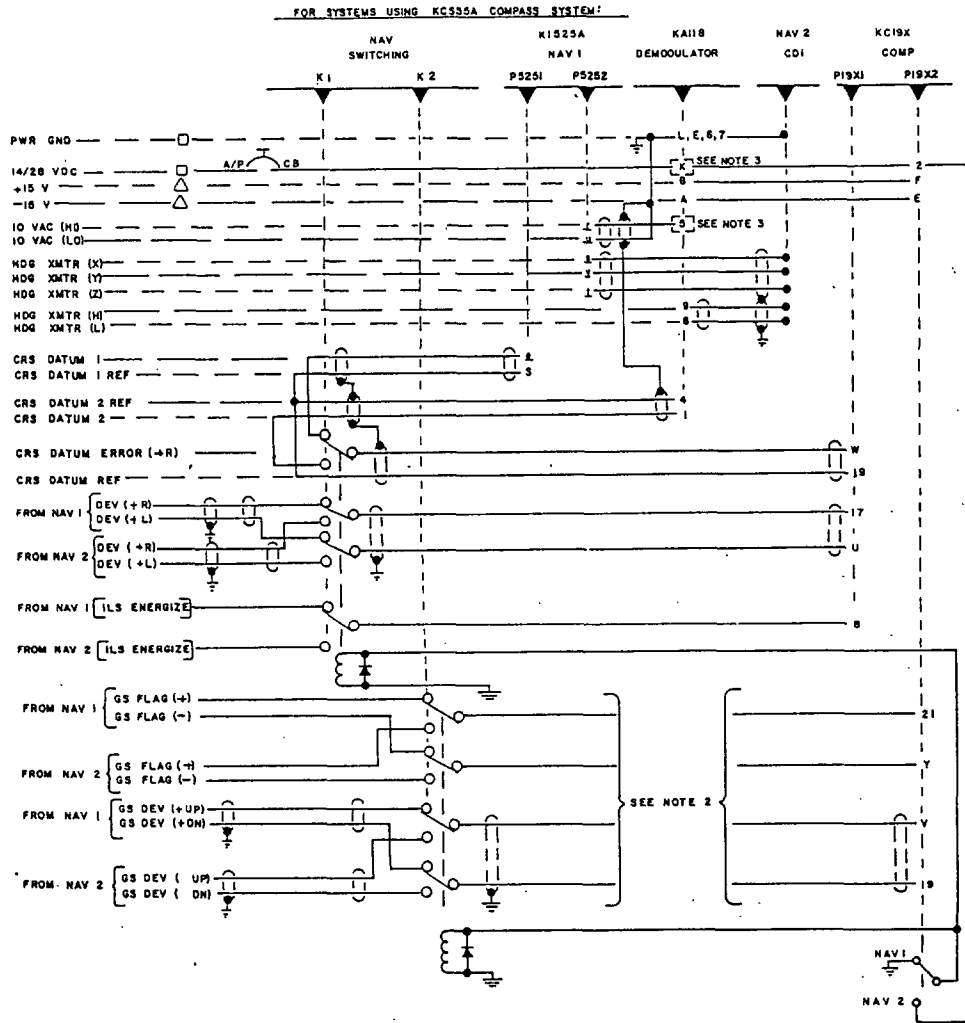 FOR SYSTEMS USING KCS55A COMPASS SYSTEM:
NAV SWITCHING
KI525A NAV 1
KA118 DEMODULATOR
NAV 2 CDI
KC19X COMP
K1
K2
P5251
P5252
P19X1
P19X2
PWR GND
L,E,6,7
14/28 VDC
A/P
CB
K
SEE NOTE 3
2
+15 V
B
F
-15 V
A
E
10 VAC (HI)
5
SEE NOTE 3
10 VAC (LO)
HDG XMTR (X)
HDG XMTR (Y)
HDG XMTR (Z)
HDG XMTR (H)
9
HDG XMTR (L)
CRS DATUM 1
CRS DATUM 1 REF
3
CRS DATUM 2 REF
4
CRS DATUM 2
1
CRS DATUM ERROR (+R)
W
CRS DATUM REF
19
FROM NAV 1
DEV (+R)
DEV (+L)
17
FROM NAV 2
DEV (+R)
DEV (+L)
U
FROM NAV 1
ILS ENERGIZE
8
FROM NAV 2
ILS ENERGIZE
FROM NAV 1
GS FLAG (+)
GS FLAG (-)
21
FROM NAV 2
GS FLAG (+)
GS FLAG (-)
Y
FROM NAV 1
GS DEV (+UP)
GS DEV (+DN)
SEE NOTE 2
V
FROM NAV 2
GS DEV ( UP)
GS DEV ( DN)
19
NAV 1
NAV 2